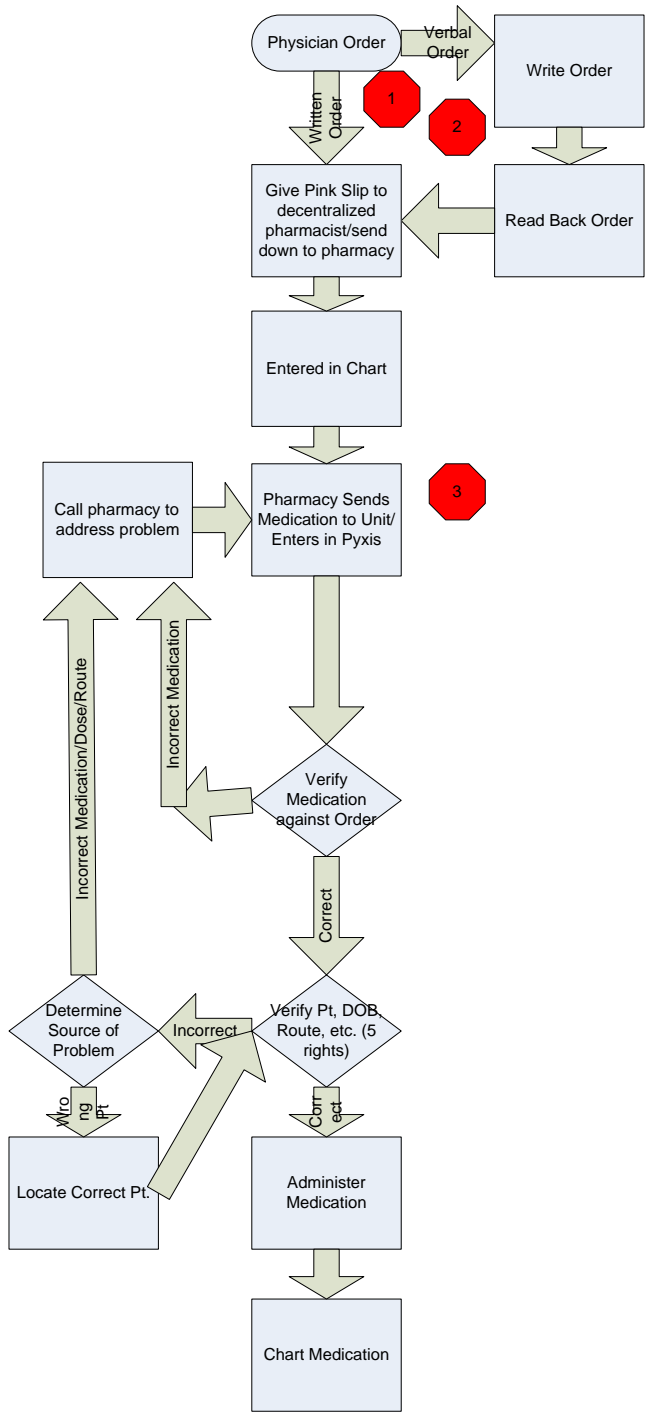 Physician Order
Verbal
Order
Write Order
1
2
Written
Order
Give Pink Slip to
decentralized
pharmacist/send
down to pharmacy
Read Back Order
Entered in Chart
Call pharmacy to
address problem
Pharmacy Sends
Medication to Unit/
Enters in Pyxis
3
Incorrect Medication/Dose/Route
Incorrect Medication
Verify
Medication
against Order
Correct
Determine
Source of
Problem
Incorrect
Verify Pt, DOB,
Route, etc. (5
rights)
Wro
ng
Pt
Corr
ect
Locate Correct Pt.
Administer
Medication
Chart Medication